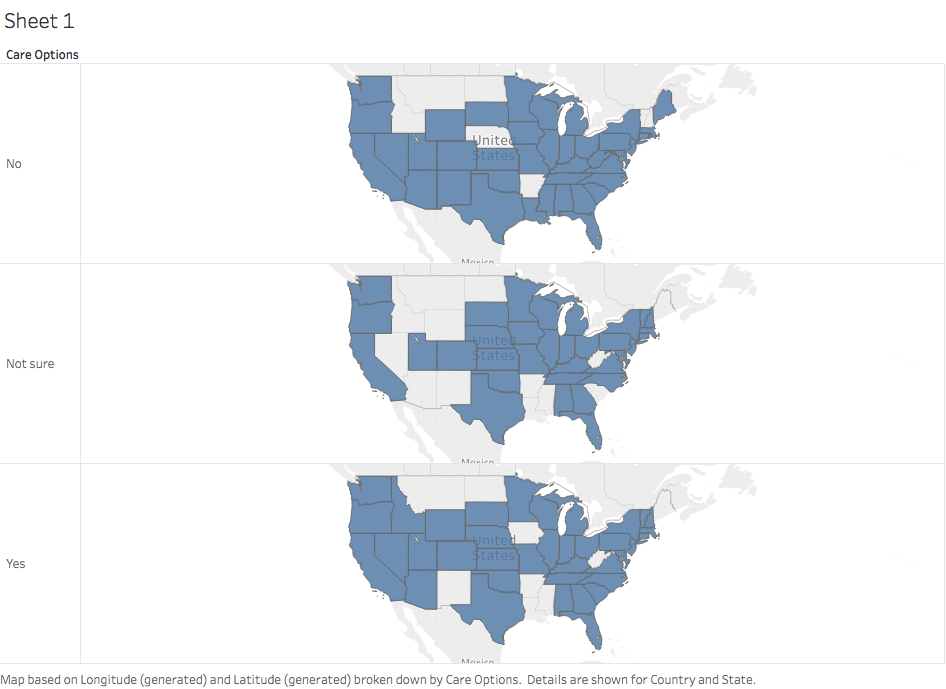 Sheet 1
Care Options
No
United
States
Mexico
Not sure
United
States
Mexico
Yes
United
States
Mexico
Map based on Longitude (generated) and Latitude (generated) broken down by Care Options. Details are shown for Country and State.